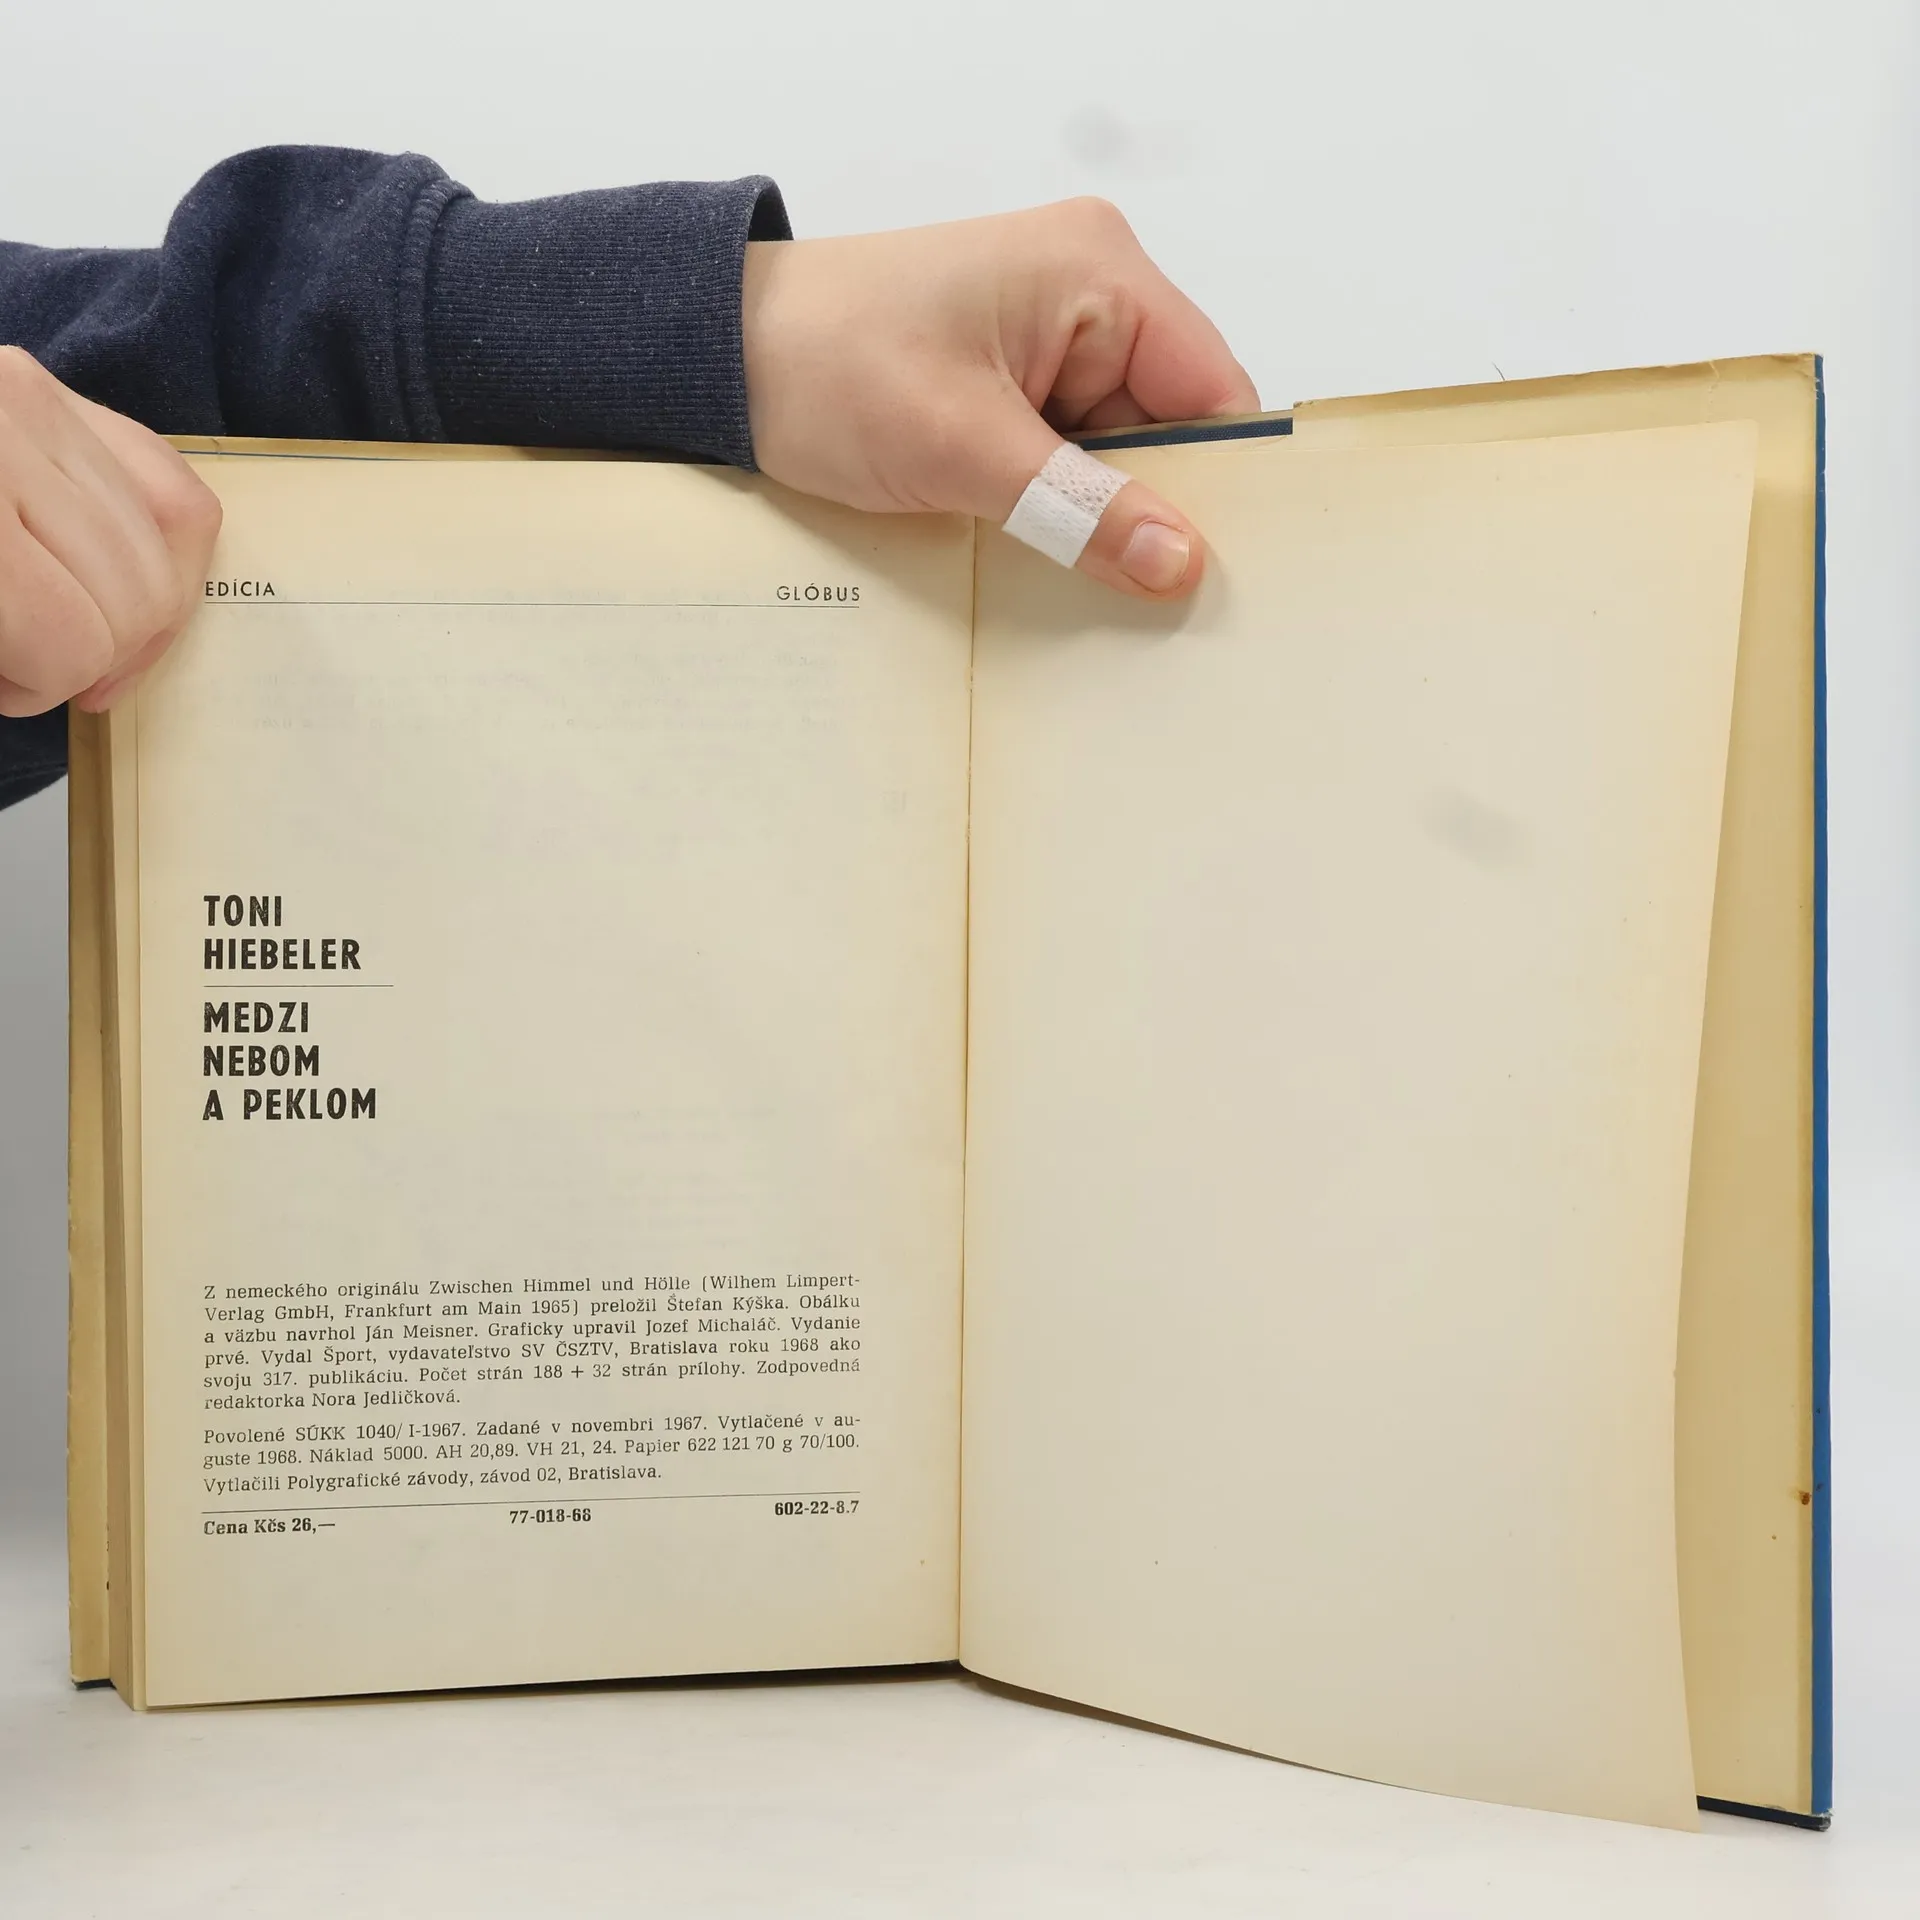 EDÍCIA GLÓBUS
TONI
HIEBELER
MEDZI
NEBOM
A PEKLOM
Z nemeckého originálu Zwischen Himmel und Hölle (Wilhem Limpert-
Verlag GmbH, Frankfurt am Main 1965) preložil Štefan Kýška. Obálku
a väzbu navrhol Ján Meisner. Graficky upravil Jozef Michaláč. Vydanie
prvé. Vydal Šport, vydavateľstvo SV ČSZTV, Bratislava roku 1968 ako
svoju 317. publikáciu. Počet strán 188 + 32 strán prílohy. Zodpovedná
redaktorka Nora Jedličková.
Povolené SÚKK 1040/I-1967. Zadané v novembri 1967. Vytlačené v au-
guste 1968. Náklad 5000. AH 20,89. VH 21, 24. Papier 622 121 70 g 70/100.
Vytlačili Polygrafické závody, závod 02, Bratislava.
Cena Kčs 26,— 77-018-68 602-22-8.7